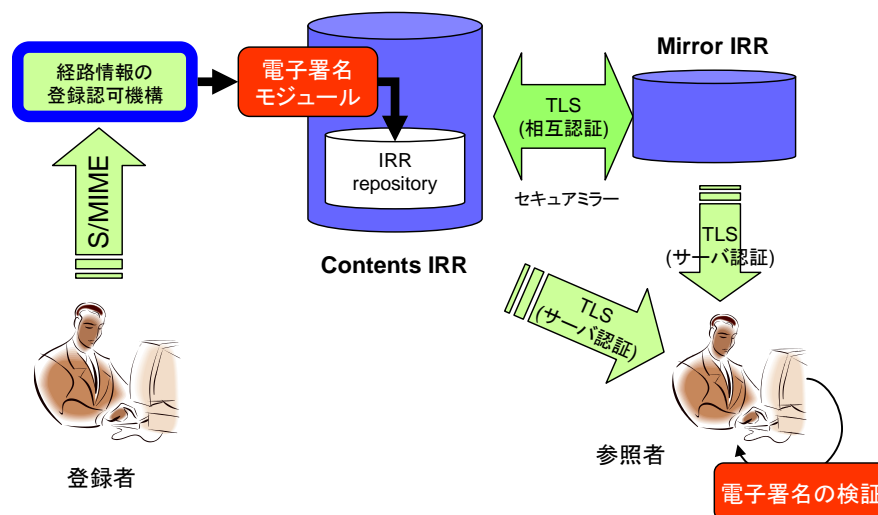 経路情報の
登録認可機構
電子署名
モジュール
IRR
repository
Contents IRR
Mirror IRR
TLS
(相互認証)
セキュアミラー
S/MIME
TLS
(サーバ認証)
TLS
(サーバ認証)
登録者
参照者
電子署名の検証